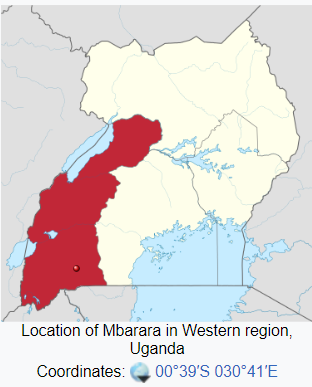 Location of Mbarara in Western region,
Uganda
Coordinates: 00°39′S 030°41′E